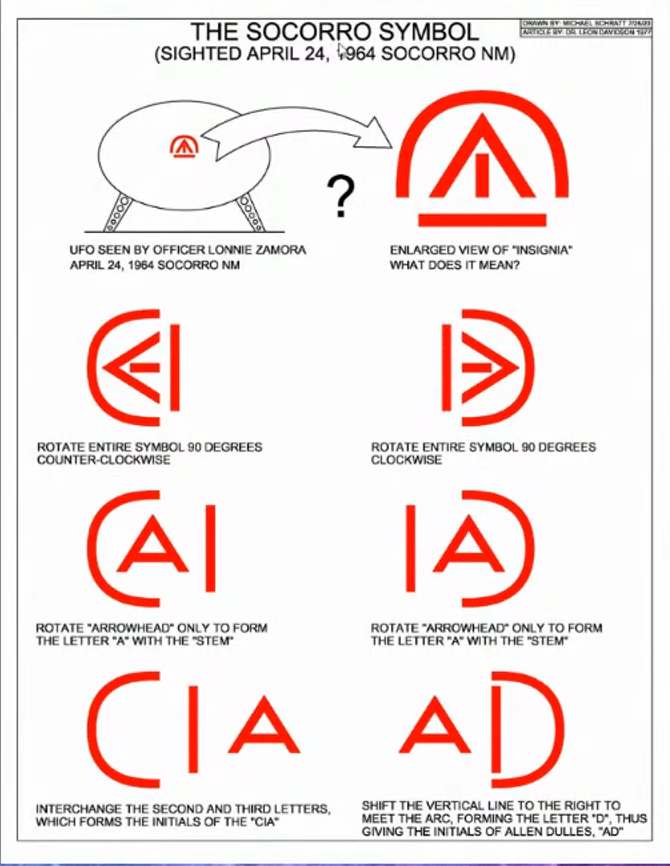 THE SOCORRO SYMBOL
(SIGHTED APRIL 24, 1964 SOCORRO NM)
DRAWN BY: MICHAEL SCHRATT 7/26/23
ARTICLE BY: DR. LEON DAVIDSON 1977
?
UFO SEEN BY OFFICER LONNIE ZAMORA
APRIL 24, 1964 SOCORRO NM
ENLARGED VIEW OF "INSIGNIA"
WHAT DOES IT MEAN?
ROTATE ENTIRE SYMBOL 90 DEGREES
COUNTER-CLOCKWISE
ROTATE ENTIRE SYMBOL 90 DEGREES
CLOCKWISE
CAI
IAD
ROTATE "ARROWHEAD" ONLY TO FORM
THE LETTER "A" WITH THE "STEM"
ROTATE "ARROWHEAD" ONLY TO FORM
THE LETTER "A" WITH THE "STEM"
CIA
AD
INTERCHANGE THE SECOND AND THIRD LETTERS,
WHICH FORMS THE INITIALS OF THE "CIA"
SHIFT THE VERTICAL LINE TO THE RIGHT TO
MEET THE ARC, FORMING THE LETTER "D", THUS
GIVING THE INITIALS OF ALLEN DULLES, "AD"